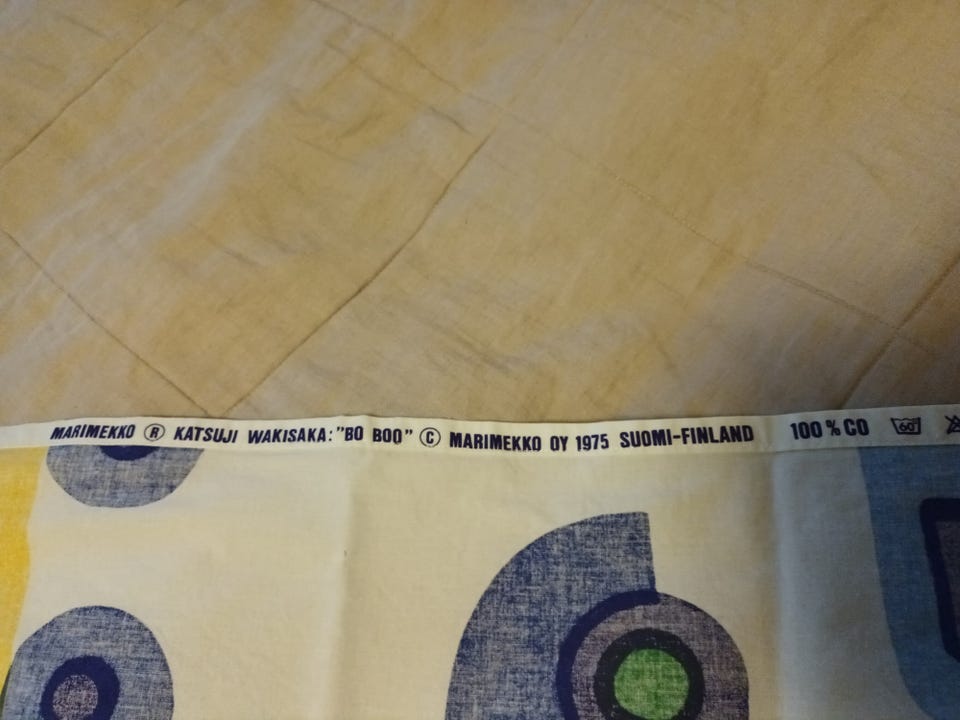 MARIMEKKO ® KATSUJI WAKISAKA: "BO BOO" © MARIMEKKO OY 1975 SUOMI-FINLAND 100% CO 60°